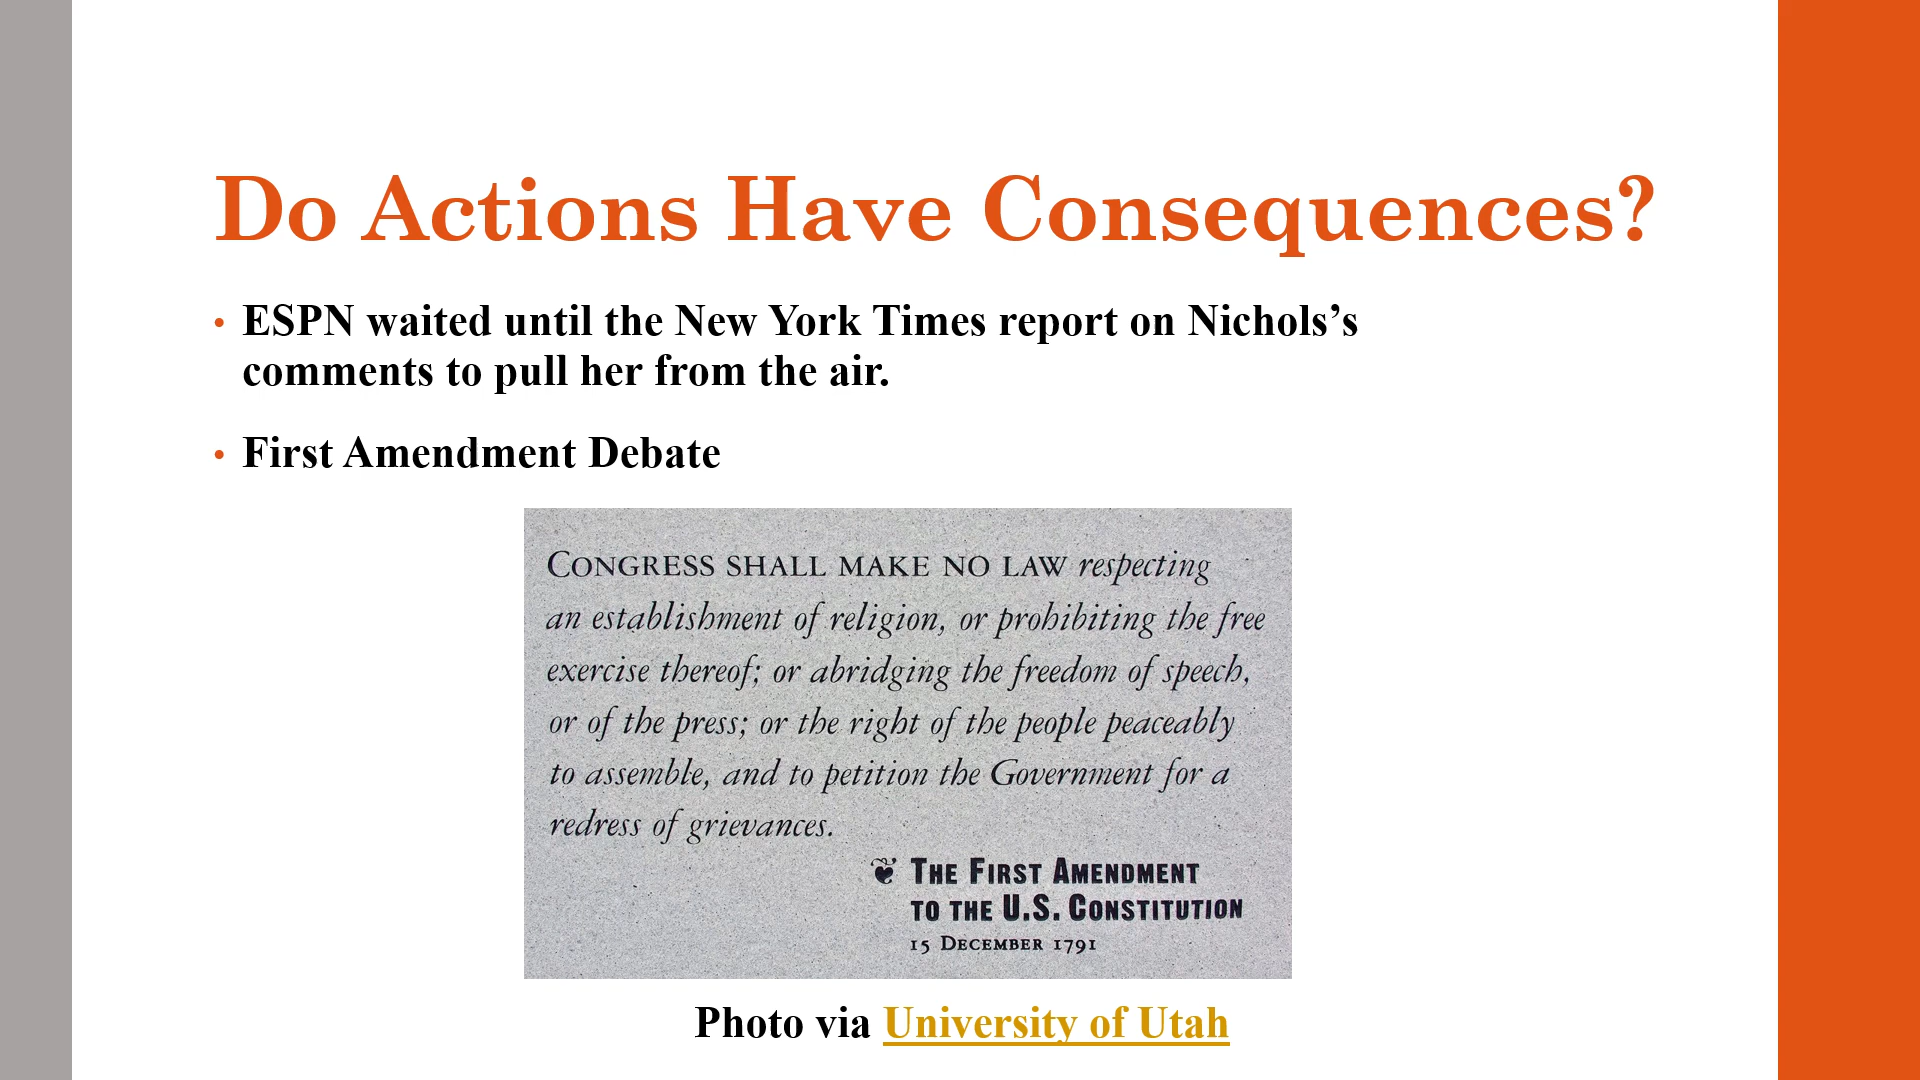 Do Actions Have Consequences?
• ESPN waited until the New York Times report on Nichols’s
comments to pull her from the air.
• First Amendment Debate
CONGRESS SHALL MAKE NO LAW respecting
an establishment of religion, or prohibiting the free
exercise thereof; or abridging the freedom of speech,
or of the press; or the right of the people peaceably
to assemble, and to petition the Government for a
redress of grievances.
❦ THE FIRST AMENDMENT
TO THE U.S. CONSTITUTION
15 DECEMBER 1791
Photo via University of Utah